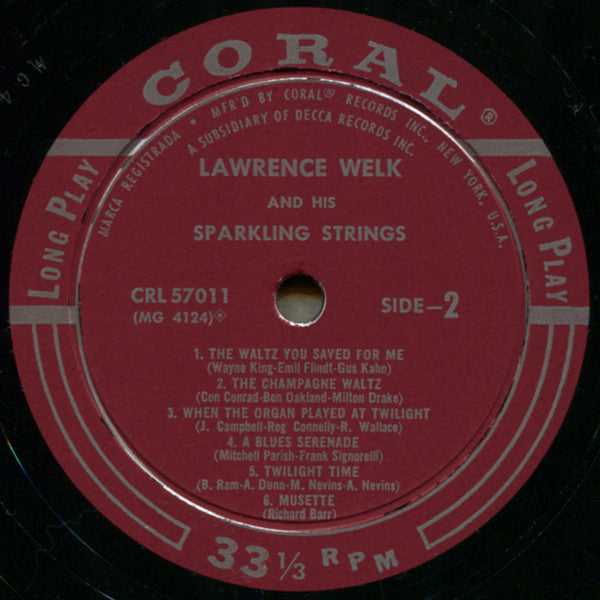 CORAL®
MARCA REGISTRADA • MFR'D BY CORAL® RECORDS INC., NEW YORK, U.S.A.
A SUBSIDIARY OF DECCA RECORDS INC.
LONG PLAY
LONG PLAY
LAWRENCE WELK
AND HIS
SPARKLING STRINGS
CRL 57011
(MG 4124)
SIDE—2
1. THE WALTZ YOU SAVED FOR ME
(Wayne King-Emil Flindt-Gus Kahn)
2. THE CHAMPAGNE WALTZ
(Con Conrad-Ben Oakland-Milton Drake)
3. WHEN THE ORGAN PLAYED AT TWILIGHT
(J. Campbell-Reg Connelly-R. Wallace)
4. A BLUES SERENADE
(Mitchell Parish-Frank Signorelli)
5. TWILIGHT TIME
(B. Ram-A. Dunn-M. Nevins-A. Nevins)
6. MUSETTE
(Richard Barr)
33⅓ RPM